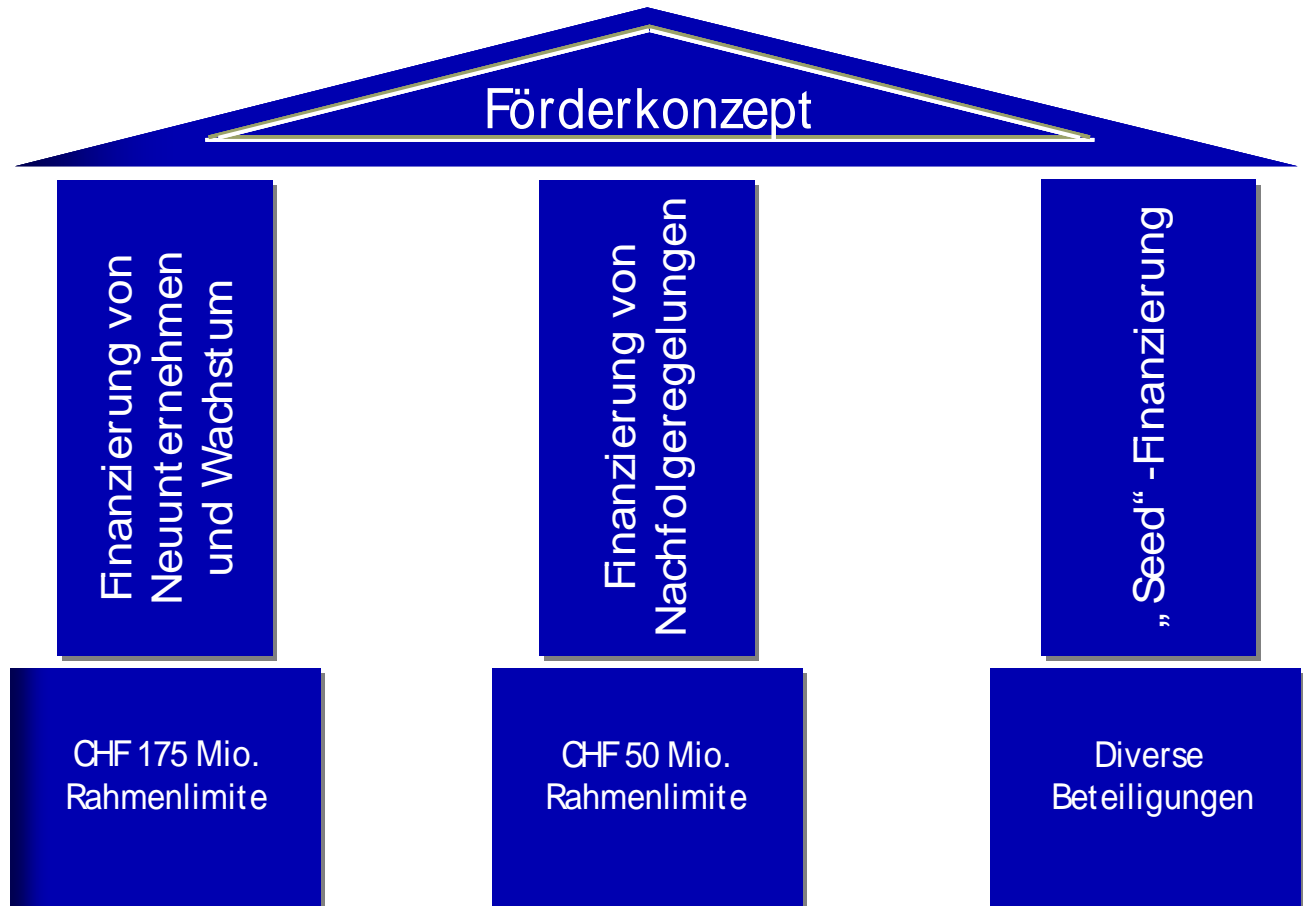 Förderkonzept
Finanzierung von
Neuunternehmen
und Wachstum
Finanzierung von
Nachfolgeregelungen
„Seed“-Finanzierung
CHF 175 Mio.
Rahmenlimite
CHF 50 Mio.
Rahmenlimite
Diverse
Beteiligungen